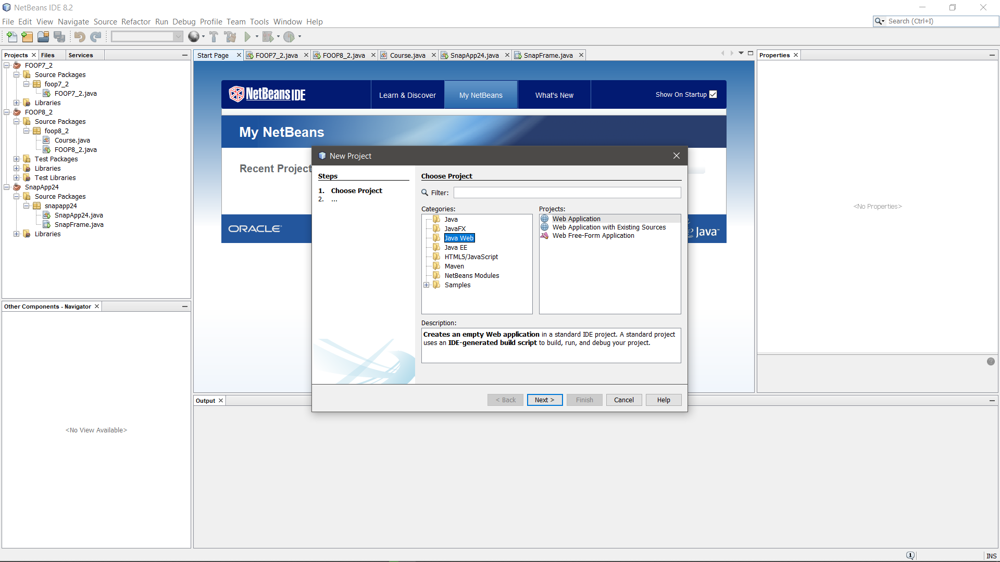 NetBeans IDE 8.2
File Edit View Navigate Source Refactor Run Debug Profile Team Tools Window Help
Search (Ctrl+I)
Projects Files Services
FOOP7_2
Source Packages
foop7_2
FOOP7_2.java
Libraries
FOOP8_2
Source Packages
foop8_2
Course.java
FOOP8_2.java
Test Packages
Libraries
Test Libraries
SnapApp24
Source Packages
snapapp24
SnapApp24.java
SnapFrame.java
Libraries
Other Components - Navigator
<No View Available>
Start Page FOOP7_2.java FOOP8_2.java Course.java SnapApp24.java SnapFrame.java
NetBeans IDE
Learn & Discover My NetBeans What's New Show On Startup
My NetBeans
Recent Project
ORACLE
Java
New Project
Steps
1. Choose Project
2. ...
Choose Project
Filter:
Categories:
Java
JavaFX
Java Web
Java EE
HTML5/JavaScript
Maven
NetBeans Modules
Samples
Projects:
Web Application
Web Application with Existing Sources
Web Free-Form Application
Description:
Creates an empty Web application in a standard IDE project. A standard project
uses an IDE-generated build script to build, run, and debug your project.
< Back Next > Finish Cancel Help
Output
Properties
<No Properties>
1
INS